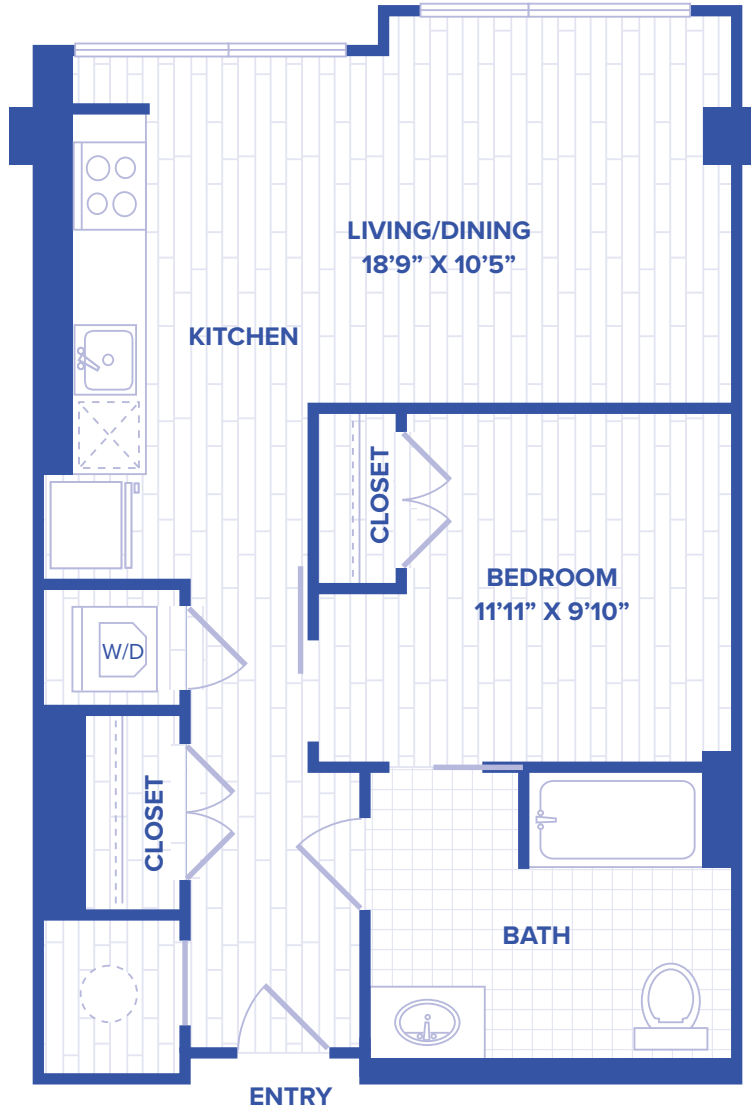 LIVING/DINING
18’9” X 10’5”
KITCHEN
CLOSET
BEDROOM
11’11” X 9’10”
W/D
CLOSET
BATH
ENTRY